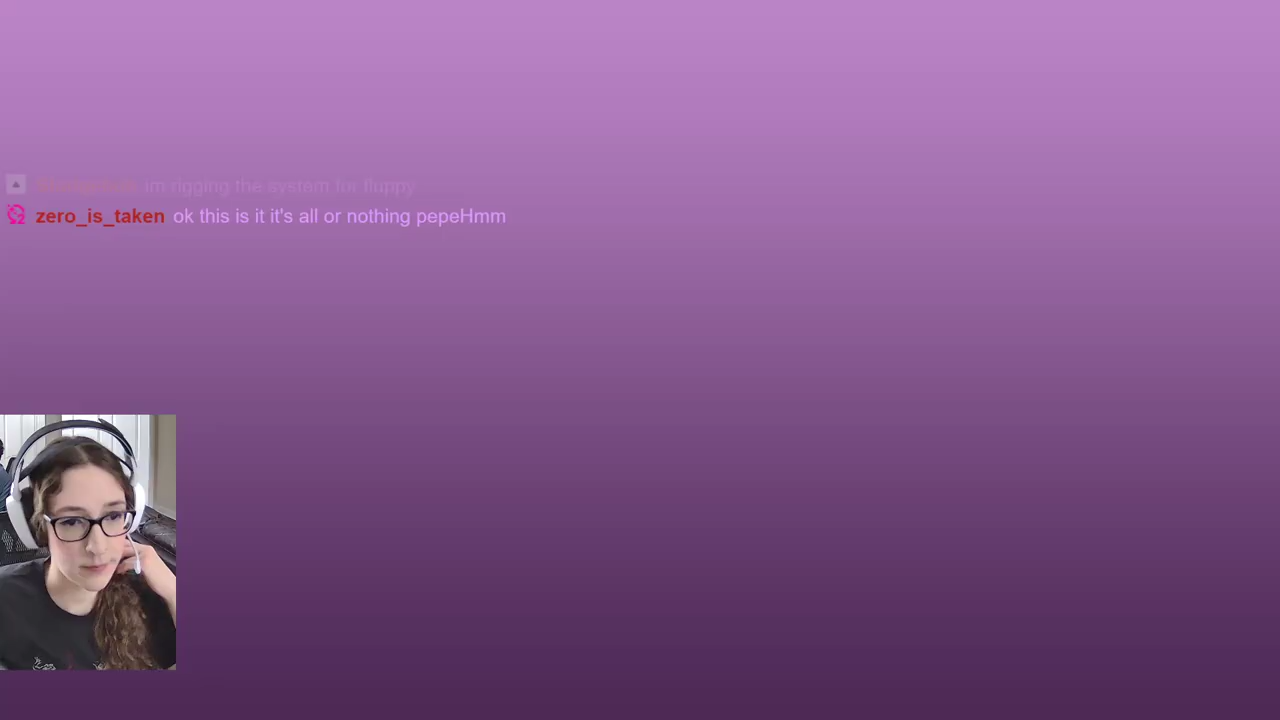 im rigging the system for fluppy
zero_is_taken ok this is it it's all or nothing pepeHmm